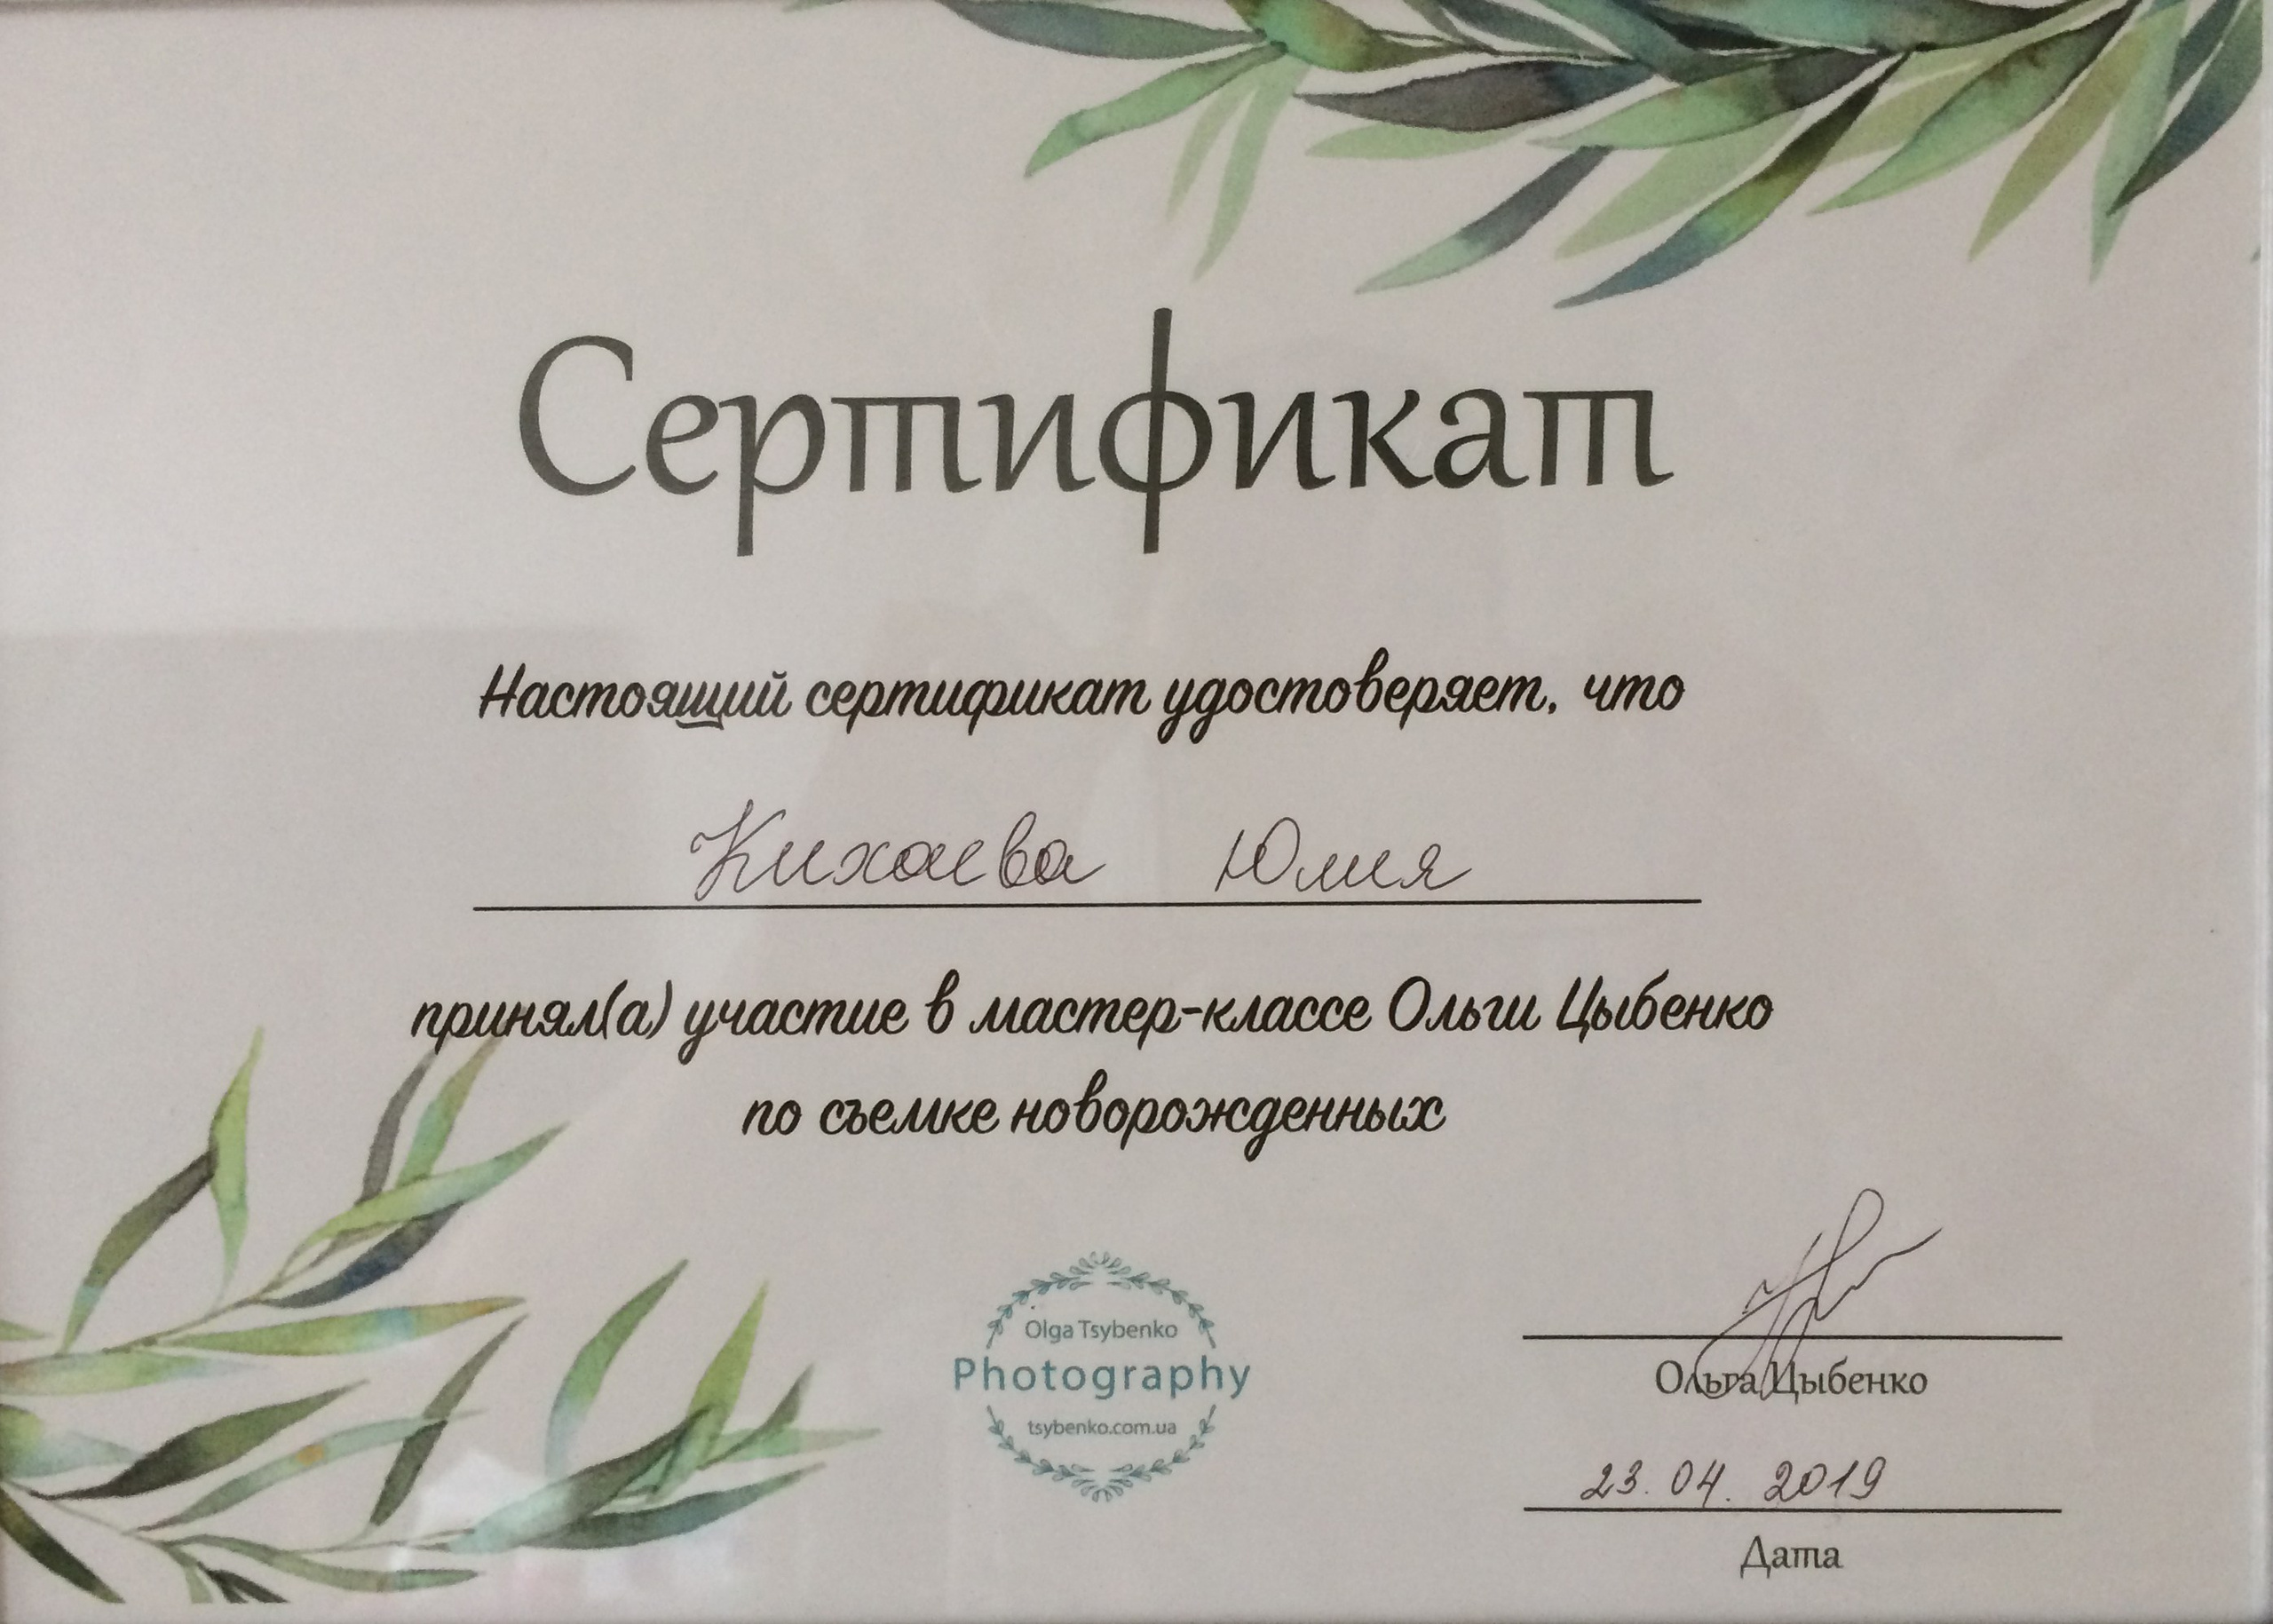 Сертификат
Настоящий сертификат удостоверяет, что
Кихаева Юлия
принял(а) участие в мастер-классе Ольги Цыбенко
по съемке новорожденных
Olga Tsybenko
Photography
tsybenko.com.ua
Ольга Цыбенко
23.04.2019
Дата